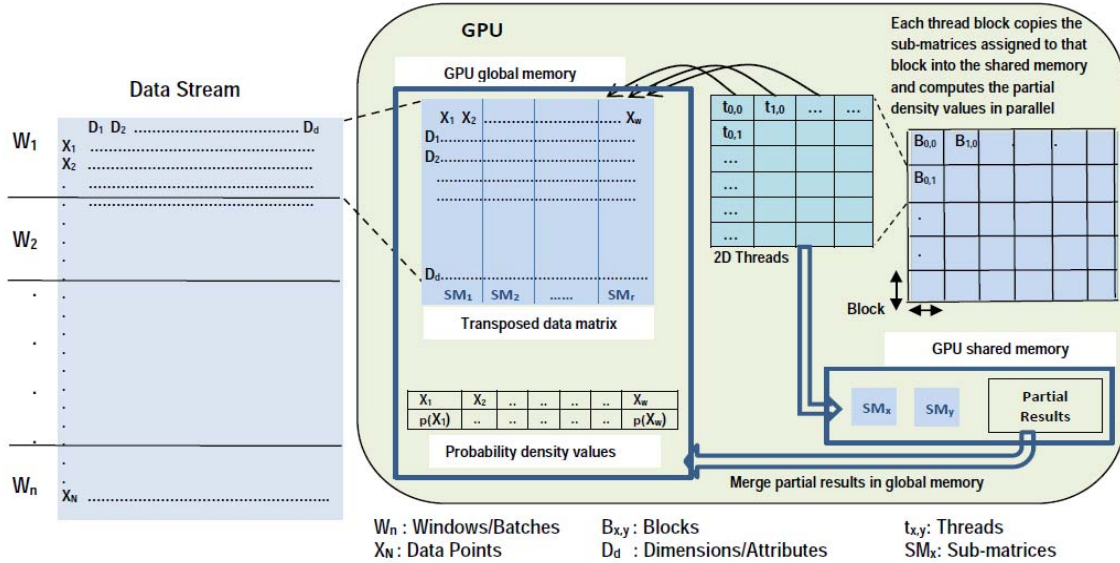 GPU
Each thread block copies the
sub-matrices assigned to that
block into the shared memory
and computes the partial
density values in parallel
Data Stream
GPU global memory
W1
D1 D2 ........................................ Dd
X1 ........................................
X2 ........................................
. ........................................
. ........................................
W2
.
.
.
.
Wn
XN ........................................
X1 X2 ........................................ Xw
D1 ........................................
D2 ........................................
........................................
........................................
Dd ........................................
SM1 SM2 ...... SMr
Transposed data matrix
t0,0 t1,0 ... ...
t0,1
...
...
...
...
2D Threads
B0,0 B1,0 . .
B0,1
.
.
Block
GPU shared memory
SMx SMy Partial
Results
X1 X2 .. .. .. .. Xw
p(X1) .. .. .. .. .. p(Xw)
Probability density values
Merge partial results in global memory
Wn : Windows/Batches Bx,y : Blocks tx,y: Threads
XN : Data Points Dd : Dimensions/Attributes SMx: Sub-matrices